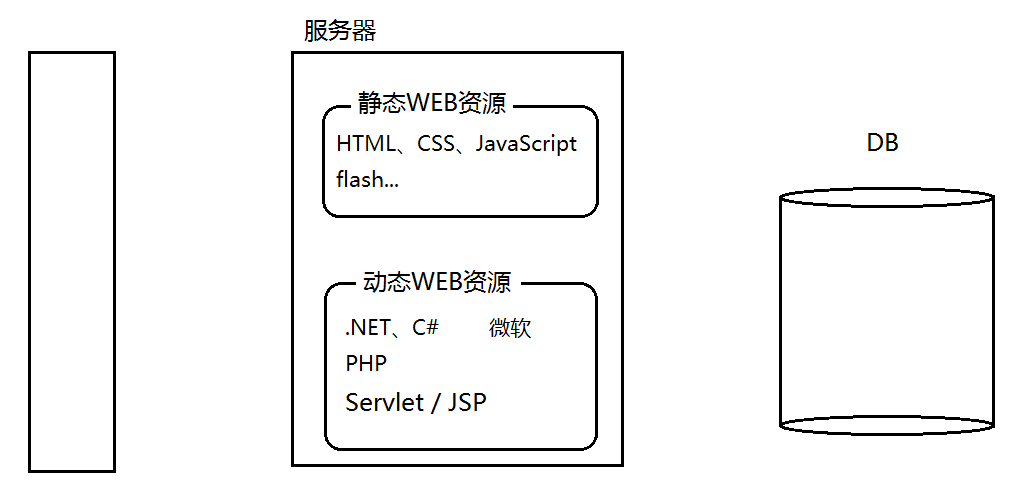 服务器
静态WEB资源
HTML、CSS、JavaScript
flash...
DB
动态WEB资源
.NET、C# 微软
PHP
Servlet / JSP